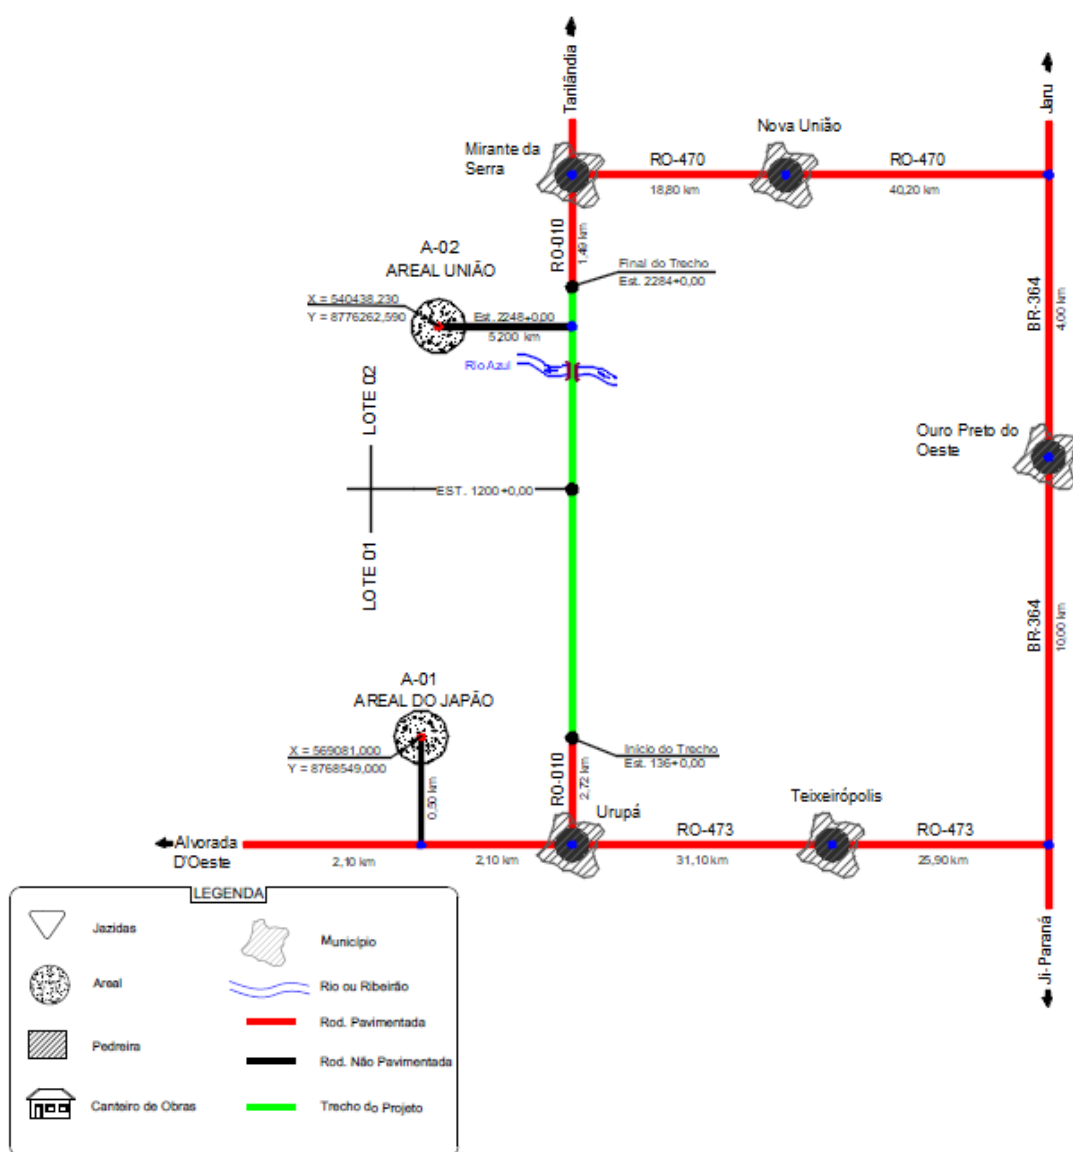 Tarilândia
Jaru
Nova União
Mirante da
Serra
RO-470
RO-470
18,80 km
40,20 km
RO-010
1,49 km
A-02
AREAL UNIÃO
Final do Trecho
Est. 2284+0,00
X = 540438,230
Y = 8776262,590
Est. 2248+0,00
5200 km
BR-364
4,00 km
Rio Azul
LOTE 02
Ouro Preto do
Oeste
EST. 1200+0,00
LOTE 01
BR-364
10,00 km
A-01
AREAL DO JAPÃO
X = 569081,000
Y = 8768549,000
0,50 km
Início do Trecho
Est. 136+0,00
RO-010
2,72 km
Urupá
Teixeirópolis
RO-473
RO-473
Alvorada
D'Oeste
2,10 km
2,10 km
31,10 km
25,90 km
Ji-Paraná
LEGENDA
Jazidas
Município
Areal
Rio ou Ribeirão
Rod. Pavimentada
Pedreira
Rod. Não Pavimentada
Canteiro de Obras
Trecho do Projeto